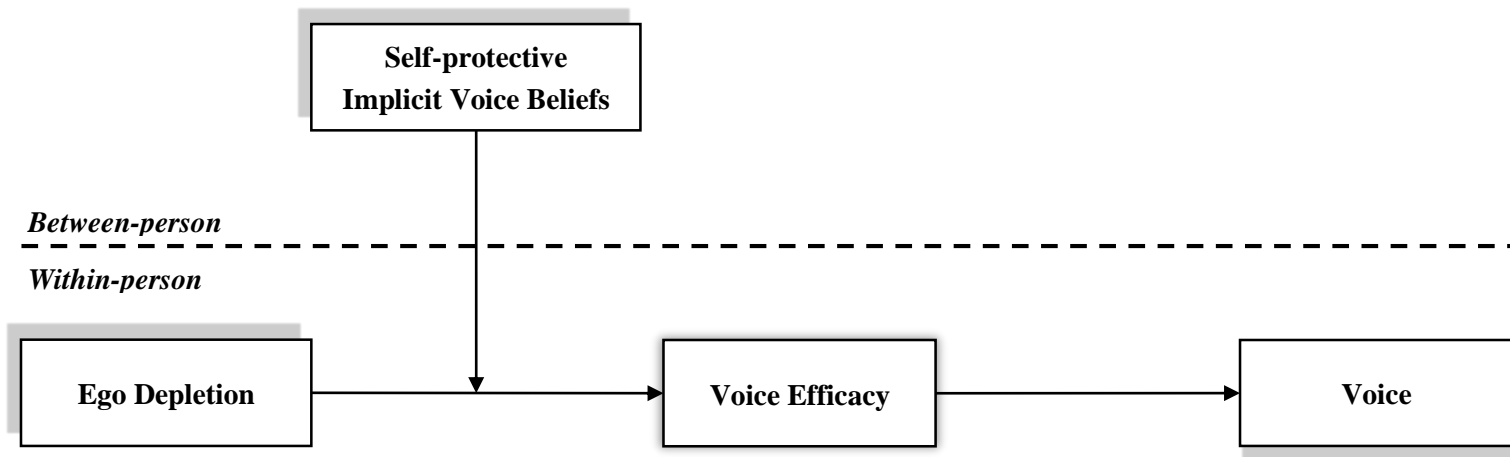 Self-protective
Implicit Voice Beliefs
Between-person
Within-person
Ego Depletion
Voice Efficacy
Voice